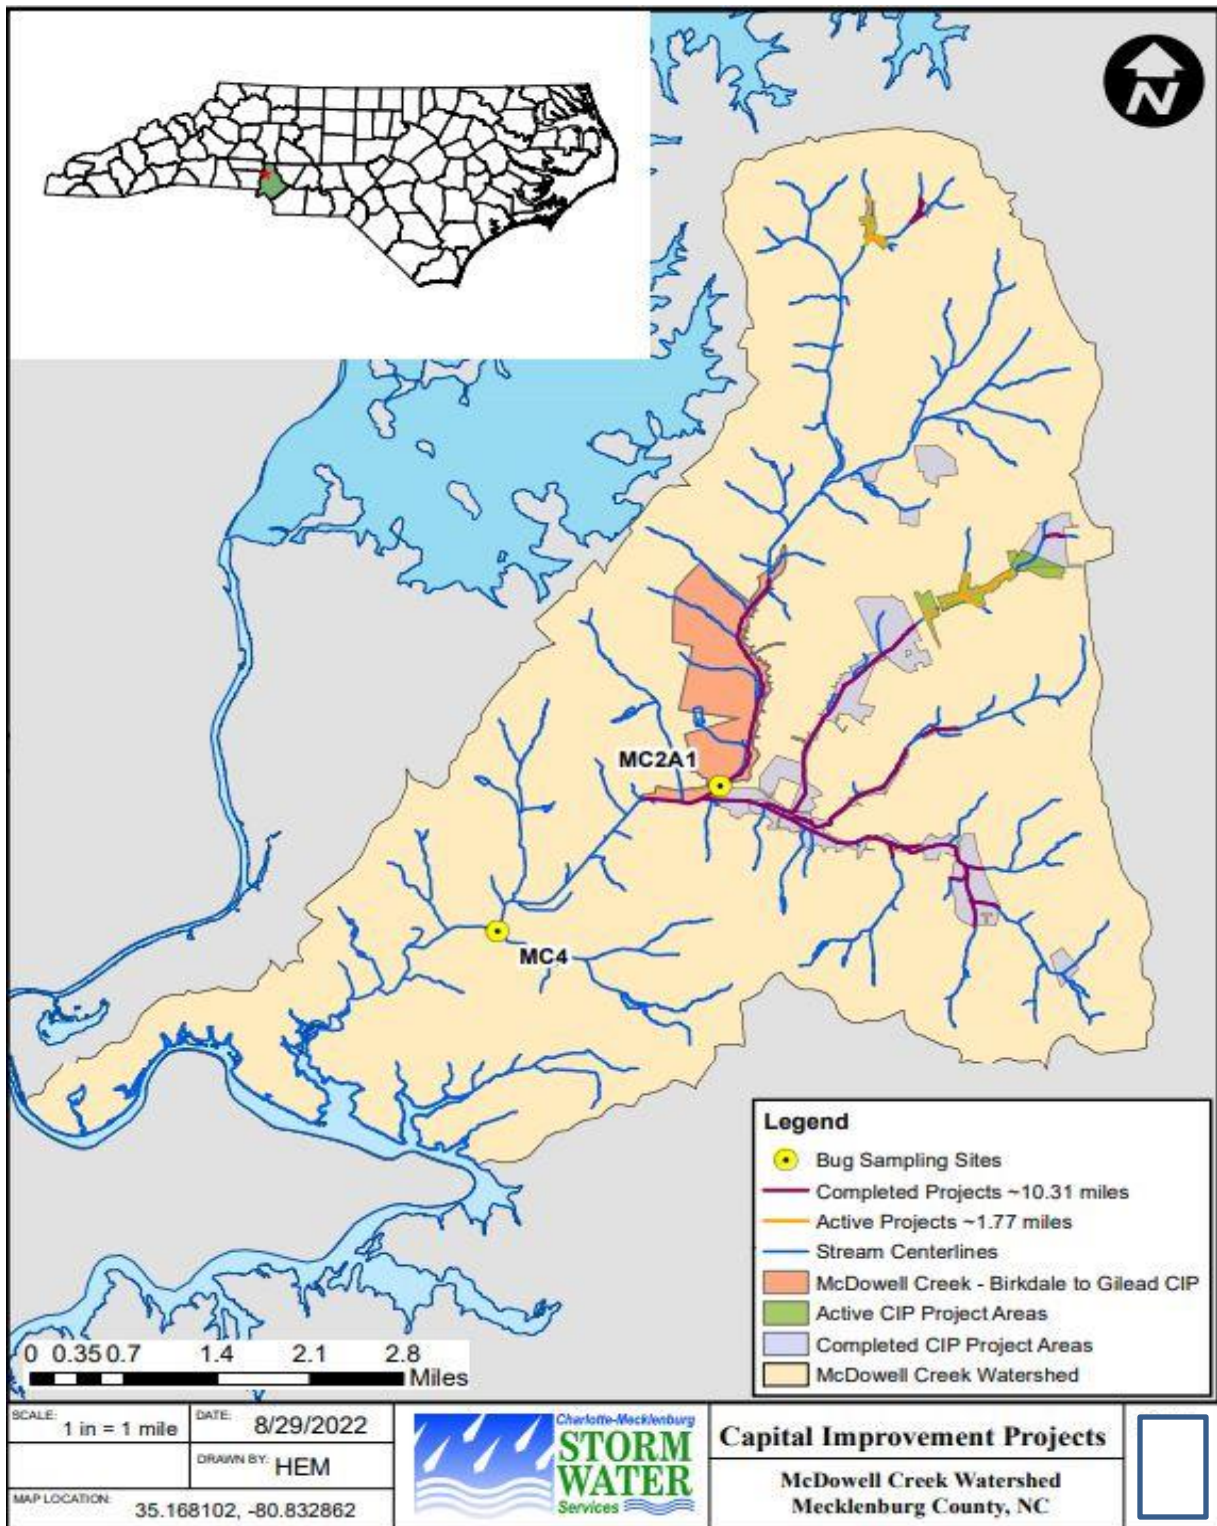 N
MC2A1
MC4
Legend
Bug Sampling Sites
Completed Projects ~10.31 miles
Active Projects ~1.77 miles
Stream Centerlines
McDowell Creek - Birkdale to Gilead CIP
Active CIP Project Areas
Completed CIP Project Areas
McDowell Creek Watershed
0 0.35 0.7 1.4 2.1 2.8
Miles
SCALE: 1 in = 1 mile
DATE: 8/29/2022
DRAWN BY: HEM
MAP LOCATION: 35.168102, -80.832862
Charlotte-Mecklenburg
STORM
WATER
Services
Capital Improvement Projects
McDowell Creek Watershed
Mecklenburg County, NC